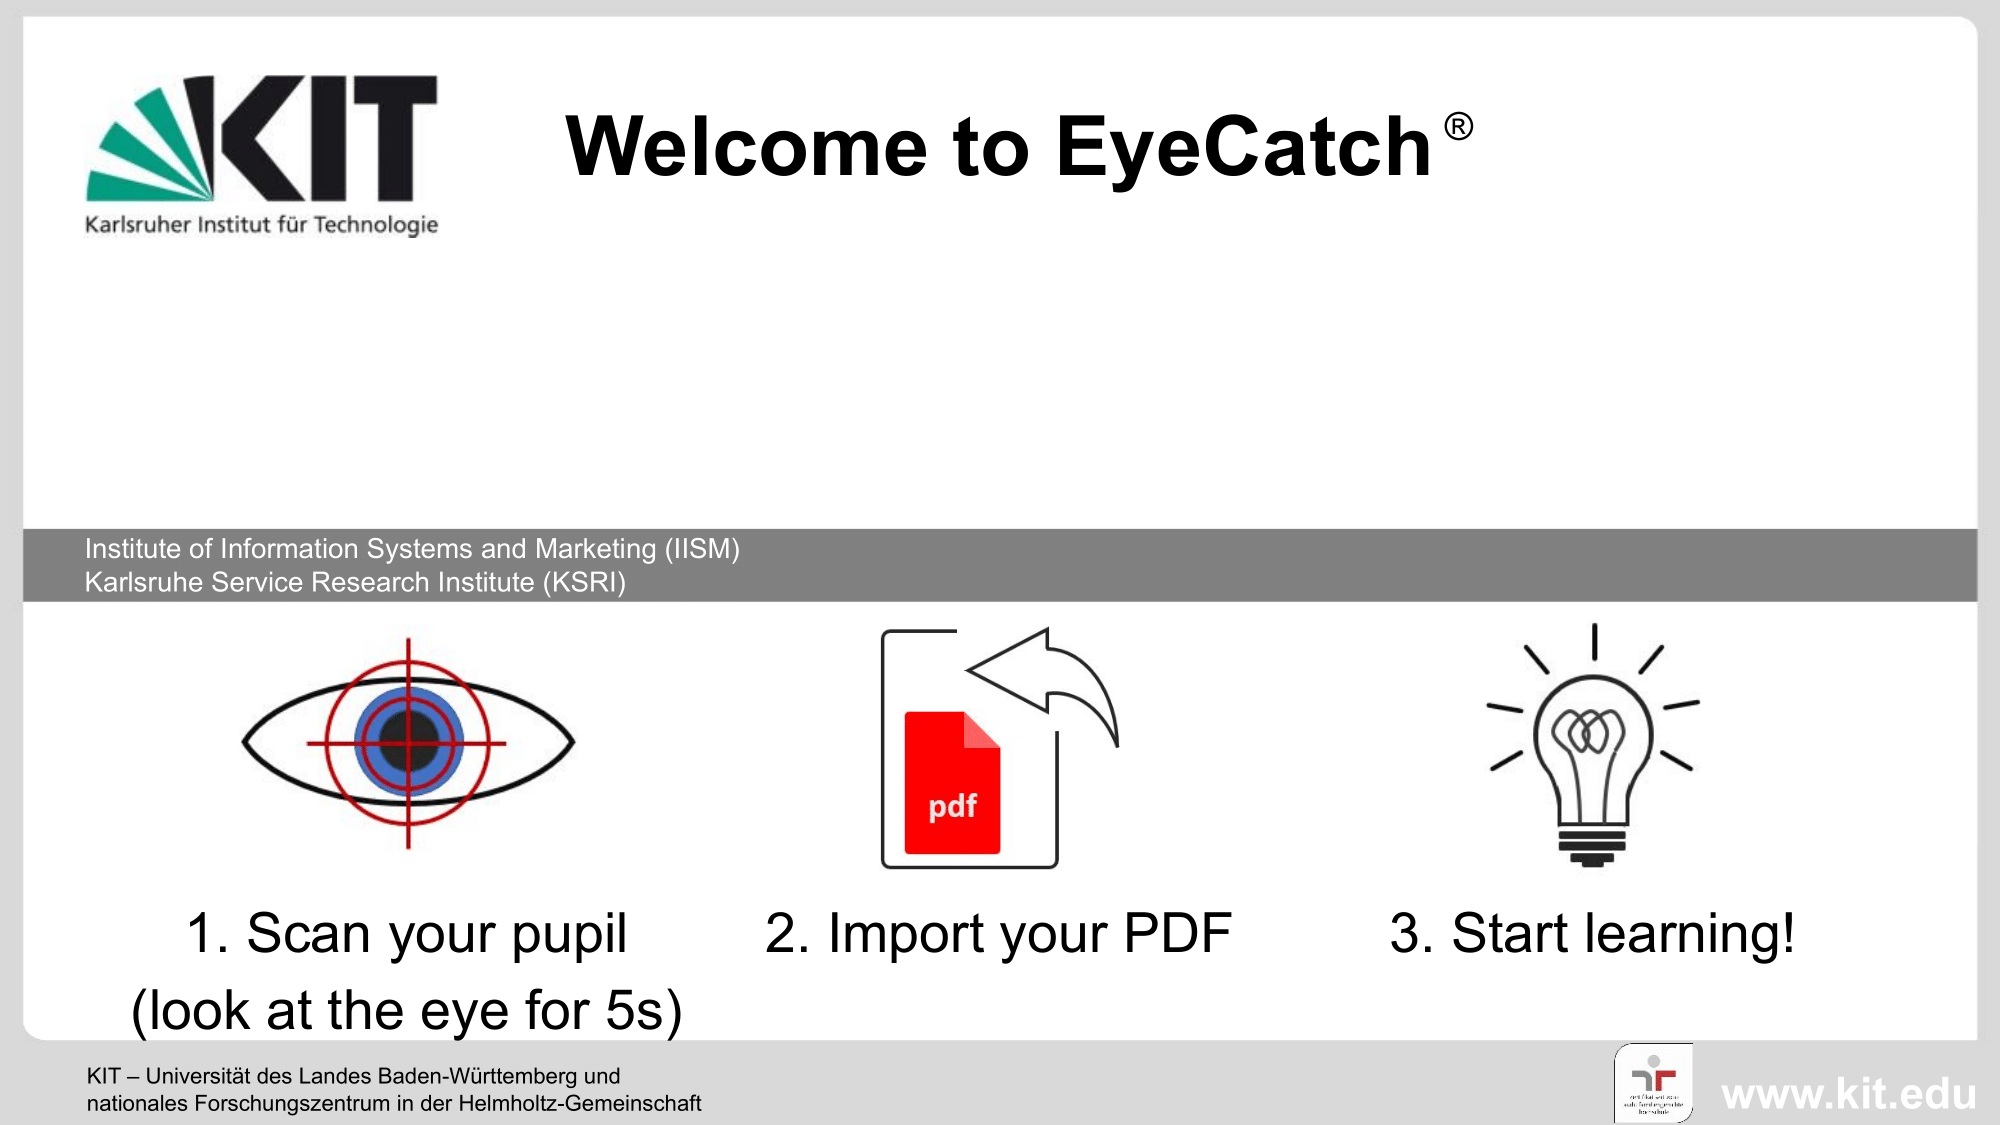 KIT
Karlsruher Institut für Technologie
Welcome to EyeCatch ®
Institute of Information Systems and Marketing (IISM)
Karlsruhe Service Research Institute (KSRI)
pdf
1. Scan your pupil
(look at the eye for 5s)
2. Import your PDF
3. Start learning!
KIT – Universität des Landes Baden-Württemberg und
nationales Forschungszentrum in der Helmholtz-Gemeinschaft
www.kit.edu